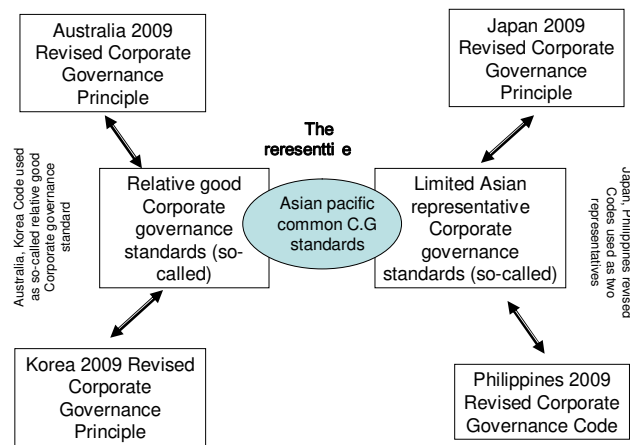 Australia 2009
Revised Corporate
Governance
Principle
Japan 2009
Revised Corporate
Governance
Principle
The
reresentti e
Australia, Korea Code used
as so-called relative good
Corporate governance
standard
Relative good
Corporate
governance
standards (so-
called)
Asian pacific
common C.G
standards
Limited Asian
representative
Corporate
governance
standards (so-called)
Japan, Philippines revised
Codes used as two
representatives
Korea 2009 Revised
Corporate
Governance
Principle
Philippines 2009
Revised Corporate
Governance Code